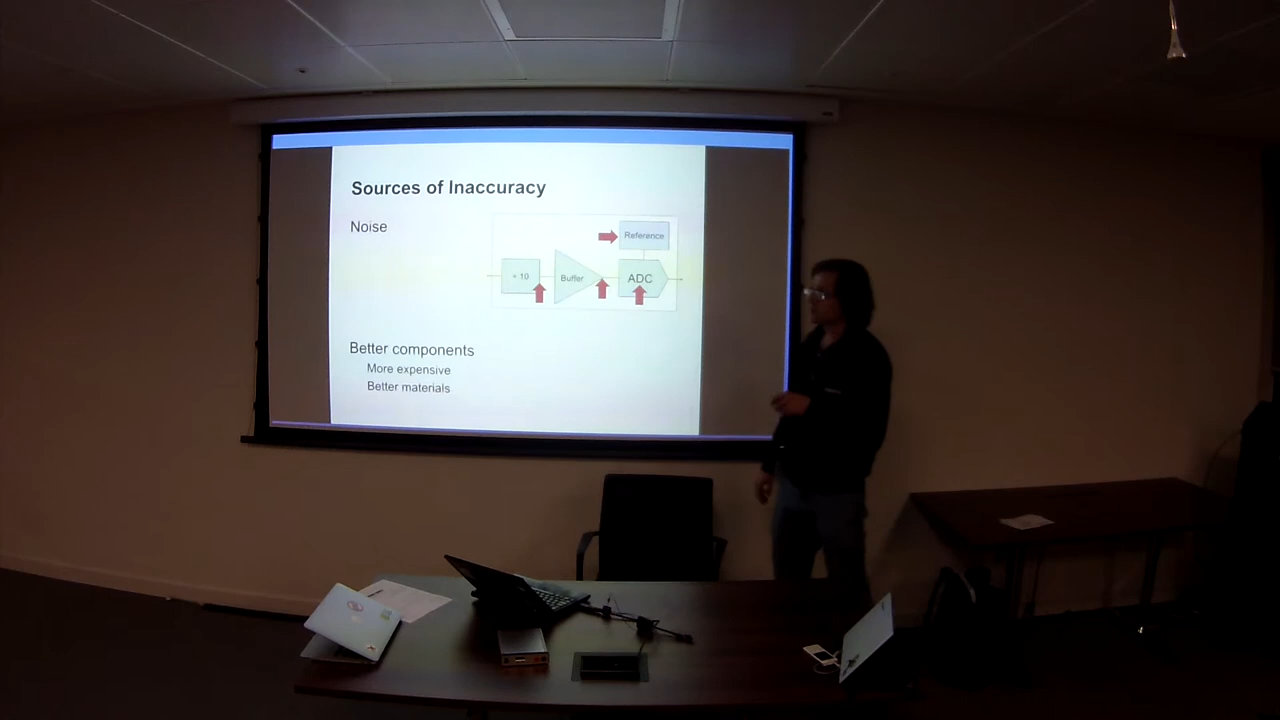 Sources of Inaccuracy
Noise
Reference
÷ 10
Buffer
ADC
Better components
More expensive
Better materials